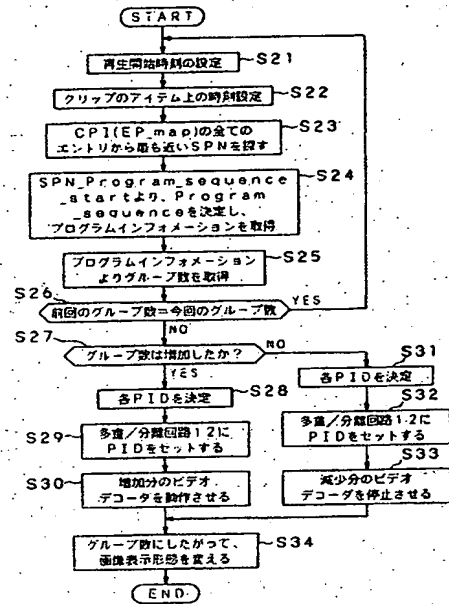 START
再生開始時刻の設定
S21
クリップのアイテム上の時刻設定
S22
CPI(EP_map)の全ての
エントリから最も近いSPNを探す
S23
SPN_Program_sequence
_startより、Program
_sequenceを決定し、
プログラムインフォメーションを取得
S24
プログラムインフォメーション
よりグループ数を取得
S25
S26
前回のグループ数=今回のグループ数
YES
NO
S27
グループ数は増加したか?
NO
YES
各PIDを決定
S28
S31
各PIDを決定
S29
多重/分離回路12に
PIDをセットする
S32
多重/分離回路12に
PIDをセットする
S30
増加分のビデオ
デコーダを動作させる
S33
減少分のビデオ
デコーダを停止させる
グループ数にしたがって、
画像表示形態を変える
S34
END